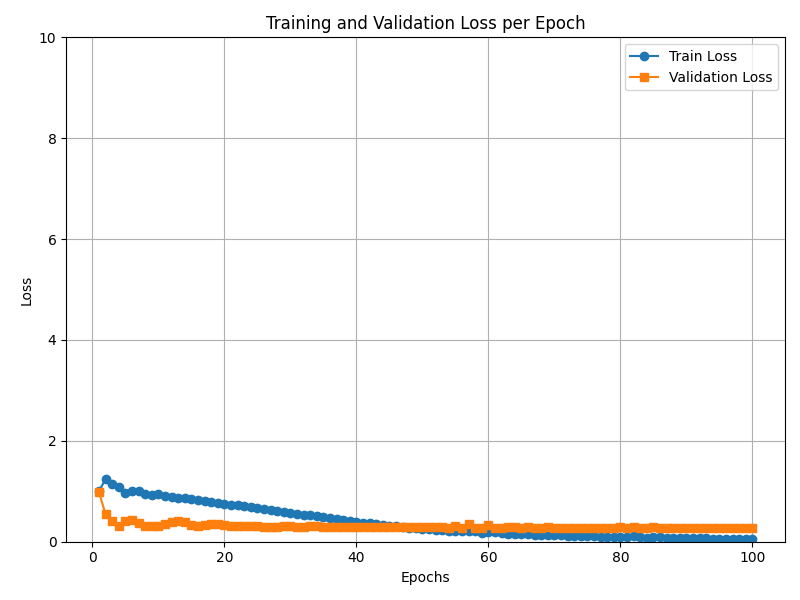 Training and Validation Loss per Epoch
10
8
6
4
2
0
Loss
Train Loss
Validation Loss
0 20 40 60 80 100
Epochs